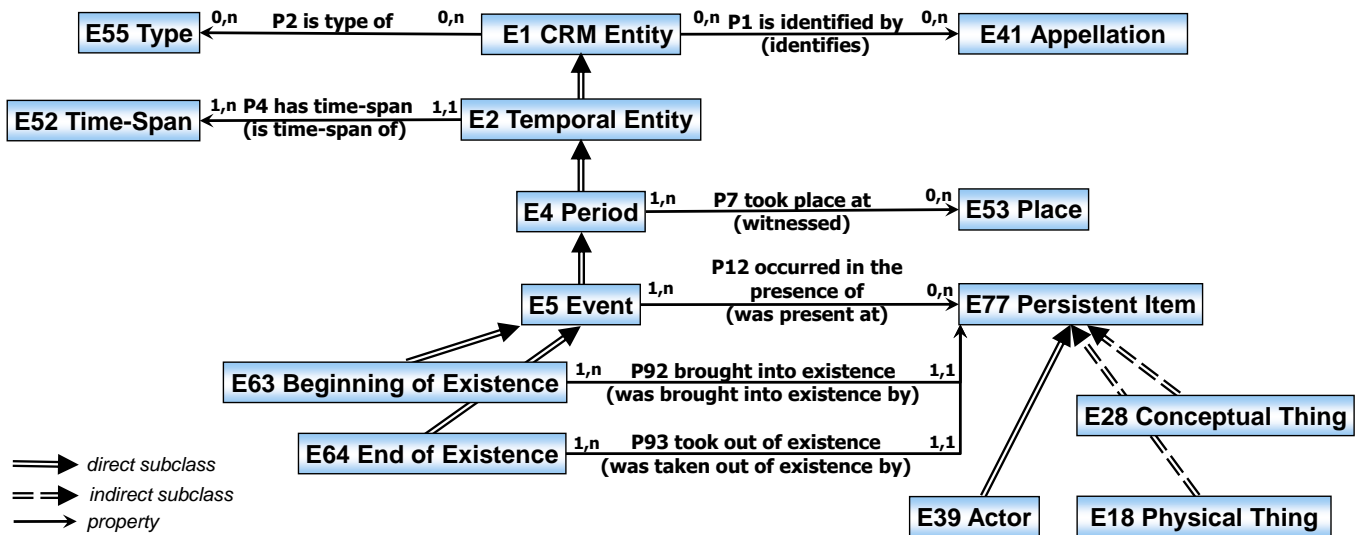 0,n P2 is type of 0,n
E55 Type
E1 CRM Entity
0,n P1 is identified by 0,n
(identifies)
E41 Appellation
1,n P4 has time-span 1,1
(is time-span of)
E52 Time-Span
E2 Temporal Entity
E4 Period
1,n P7 took place at 0,n
(witnessed)
E53 Place
P12 occurred in the
1,n presence of 0,n
(was present at)
E5 Event
E77 Persistent Item
E63 Beginning of Existence
1,n P92 brought into existence 1,1
(was brought into existence by)
E28 Conceptual Thing
E64 End of Existence
1,n P93 took out of existence 1,1
(was taken out of existence by)
direct subclass
indirect subclass
property
E39 Actor
E18 Physical Thing